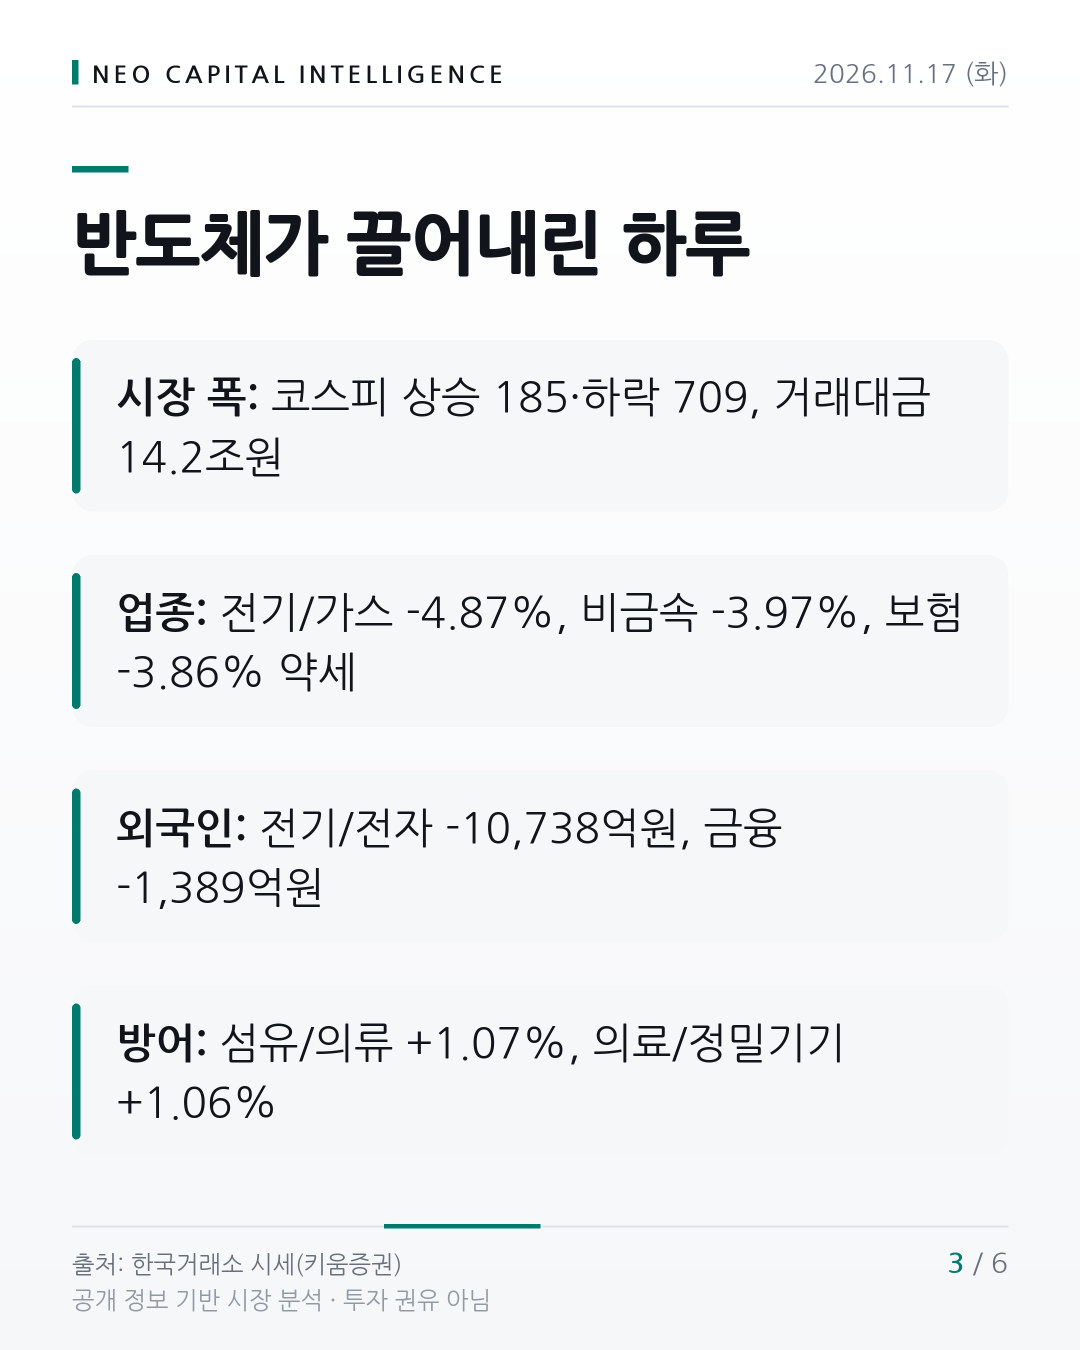 NEO CAPITAL INTELLIGENCE
2026.11.17 (화)
반도체가 끌어내린 하루
시장 폭: 코스피 상승 185·하락 709, 거래대금
14.2조원
업종: 전기/가스 -4.87%, 비금속 -3.97%, 보험
-3.86% 약세
외국인: 전기/전자 -10,738억원, 금융
-1,389억원
방어: 섬유/의류 +1.07%, 의료/정밀기기
+1.06%
출처: 한국거래소 시세(키움증권)
3 / 6
공개 정보 기반 시장 분석 · 투자 권유 아님